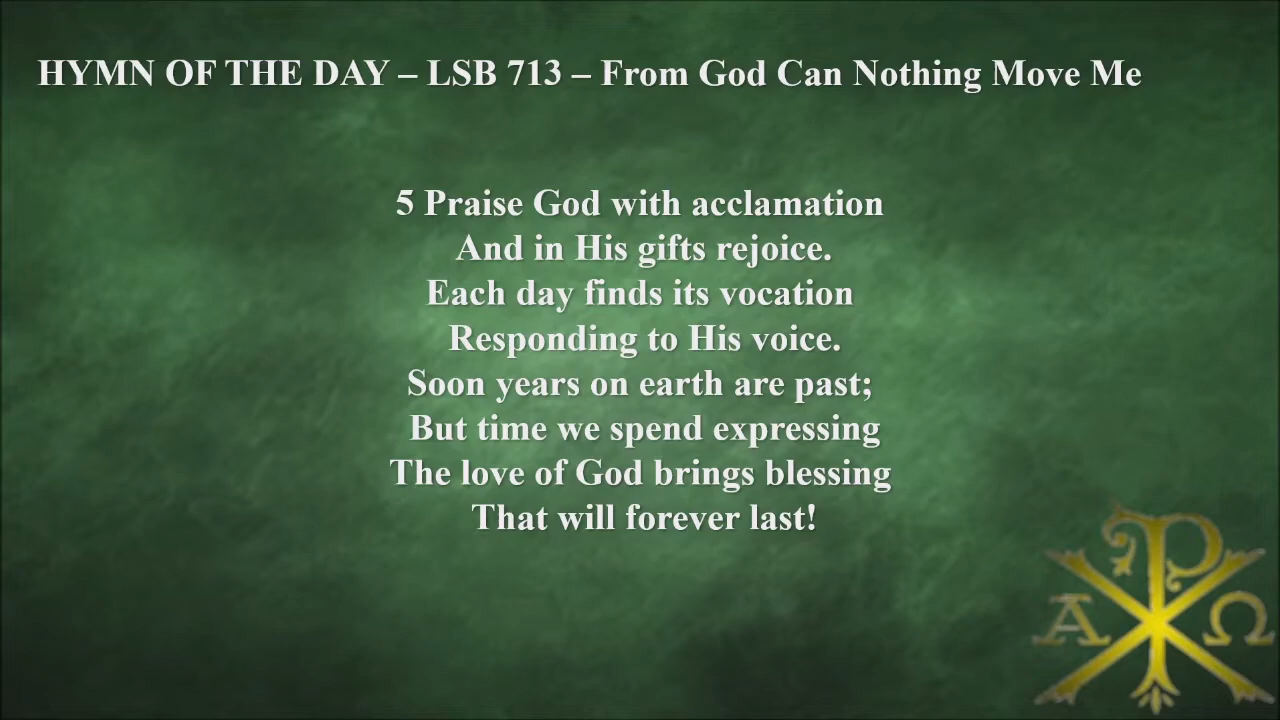 HYMN OF THE DAY – LSB 713 – From God Can Nothing Move Me
5 Praise God with acclamation
And in His gifts rejoice.
Each day finds its vocation
Responding to His voice.
Soon years on earth are past;
But time we spend expressing
The love of God brings blessing
That will forever last!
Α Ω